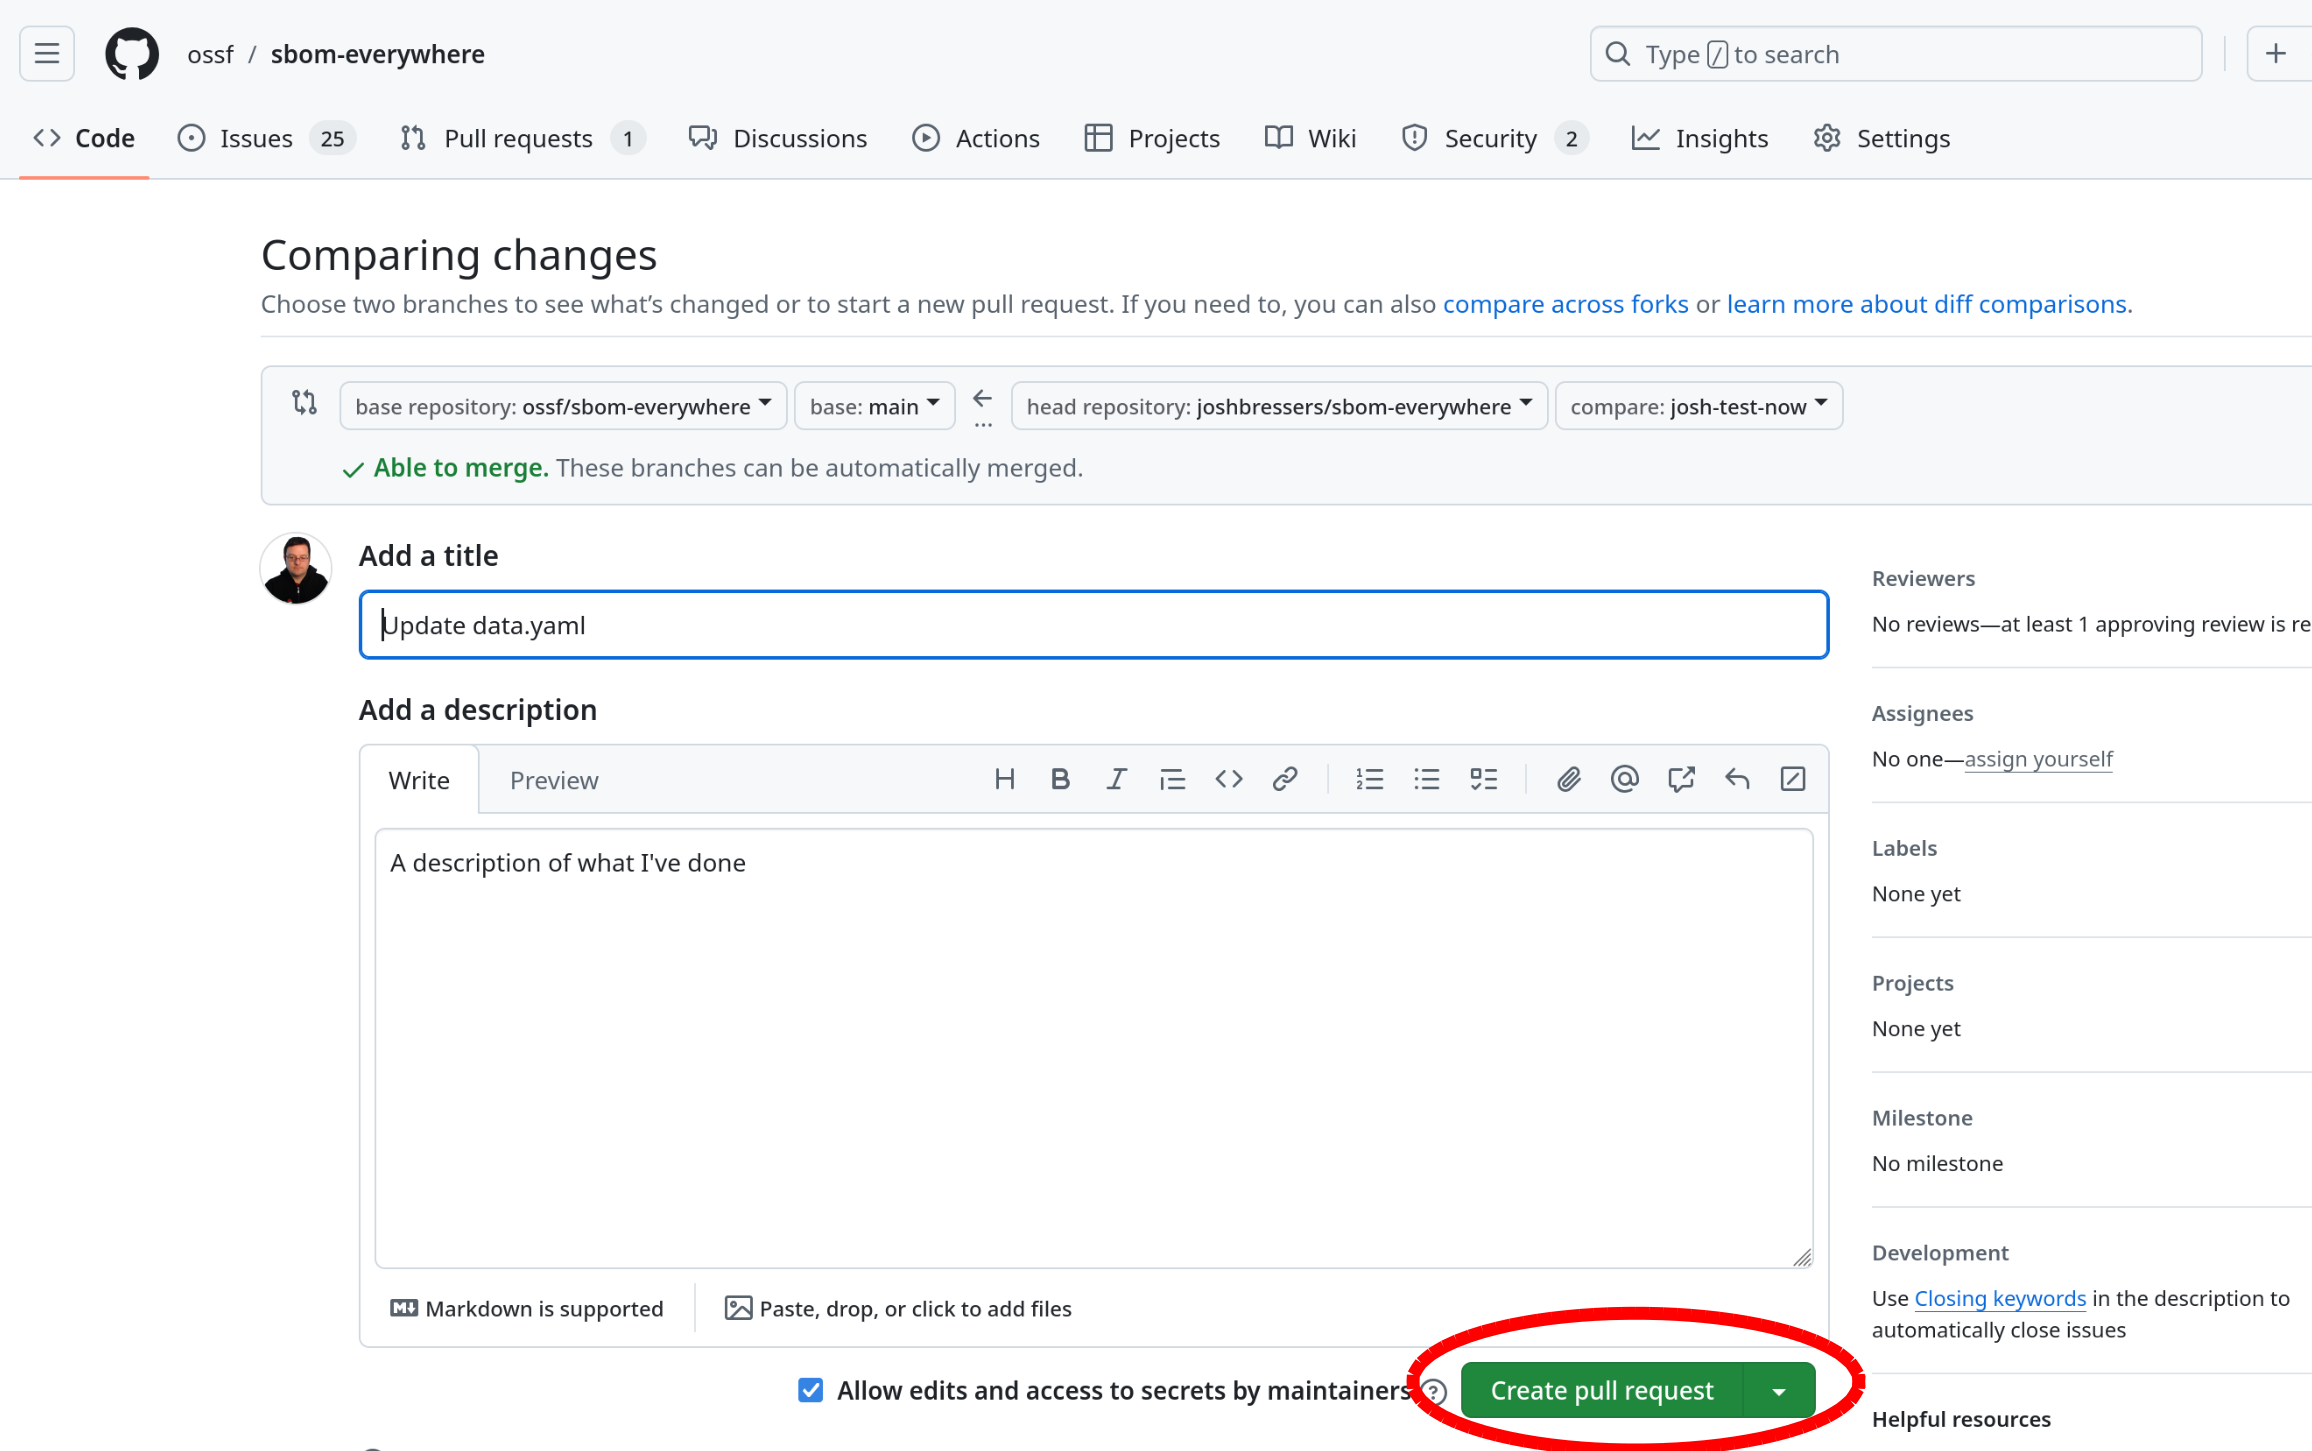 ossf / sbom-everywhere
Type / to search
Code
Issues 25
Pull requests 1
Discussions
Actions
Projects
Wiki
Security 2
Insights
Settings
Comparing changes
Choose two branches to see what’s changed or to start a new pull request. If you need to, you can also compare across forks or learn more about diff comparisons.
base repository: ossf/sbom-everywhere
base: main
head repository: joshbressers/sbom-everywhere
compare: josh-test-now
Able to merge. These branches can be automatically merged.
Add a title
Update data.yaml
Add a description
Write
Preview
A description of what I've done
Markdown is supported
Paste, drop, or click to add files
Allow edits and access to secrets by maintainers
Create pull request
Reviewers
No reviews—at least 1 approving review is re
Assignees
No one—assign yourself
Labels
None yet
Projects
None yet
Milestone
No milestone
Development
Use Closing keywords in the description to
automatically close issues
Helpful resources